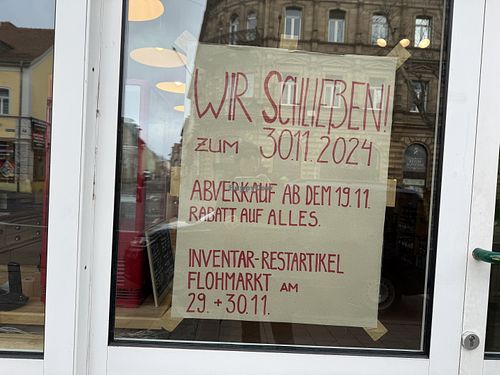 WIR SCHLIEẞEN!
ZUM 30.11.2024
ABVERKAUF AB DEM 19.11.
RABATT AUF ALLES.
INVENTAR-RESTARTIKEL
FLOHMARKT AM
29. + 30.11.